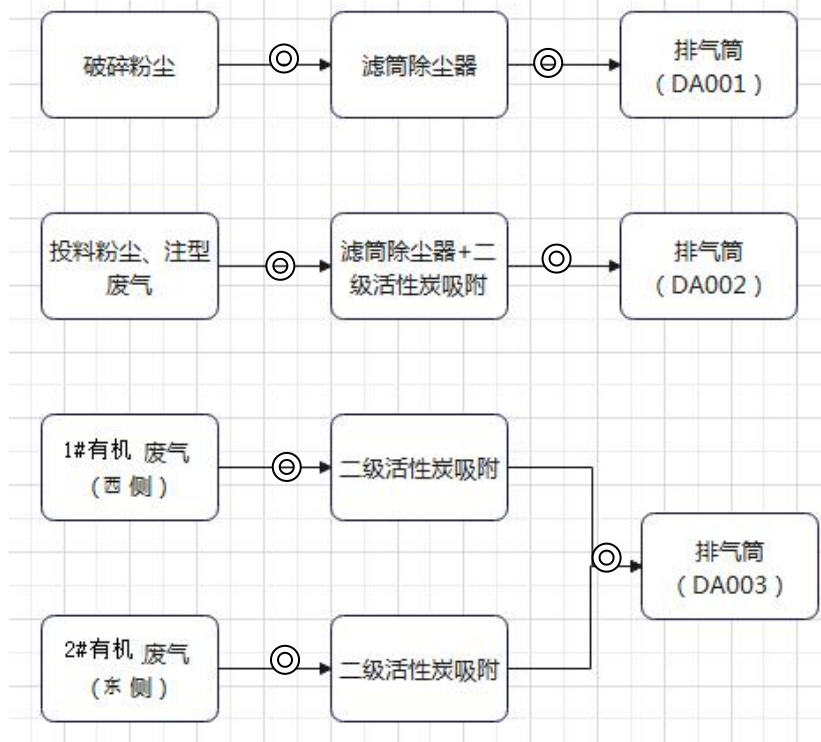 破碎粉尘
滤筒除尘器
排气筒
（DA001）
投料粉尘、注型
废气
滤筒除尘器+二
级活性炭吸附
排气筒
（DA002）
1#有机 废气
（西 侧）
二级活性炭吸附
排气筒
（DA003）
2#有机 废气
（东 侧）
二级活性炭吸附